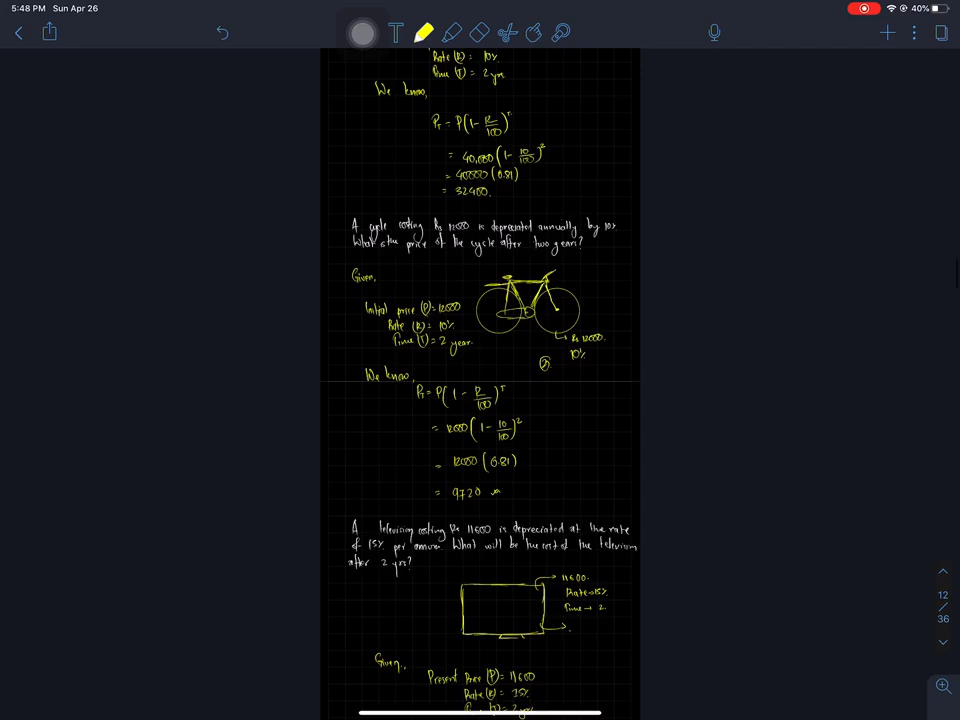 5:48 PM Sun Apr 26
40%
T
Rate (R) = 10%
Time (T) = 2 yrs
We know,
P_T = P(1 - R/100)^T
= 40,000 (1 - 10/100)^2
= 40000 (0.81)
= 32400.
A cycle costing Rs 12000 is depreciated annually by 10%
What is the price of the cycle after two years?
Given,
Initial price (P) = 12000
Rate (R) = 10%
Time (T) = 2 year
Rs 12000.
10%
2
We know,
P_T = P(1 - R/100)^T
= 12000 (1 - 10/100)^2
= 12000 (0.81)
= 9720
A television costing Rs 11600 is depreciated at the rate
of 15% per annum. What will be the cost of the television
after 2 yrs?
11600.
Rate → 15%
Time → 2.
Given,
Present Price (P) = 11600
Rate (R) = 15%
(T) = 2 yrs
12
/
36